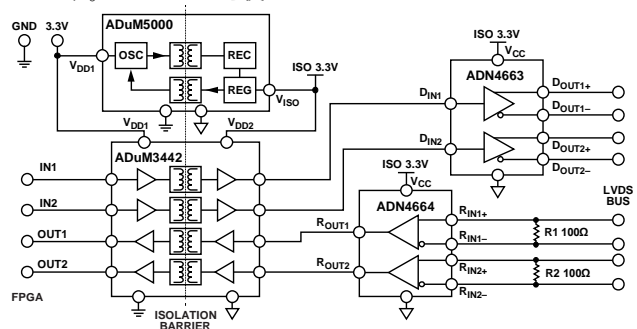 GND
3.3V
ADuM5000
OSC
REC
REG
VDD1
VISO
ISO 3.3V
VDD1
VDD2
ADuM3442
IN1
IN2
OUT1
OUT2
FPGA
ISOLATION
BARRIER
ISO 3.3V
VCC
ADN4663
DIN1
DIN2
DOUT1+
DOUT1–
DOUT2+
DOUT2–
LVDS
BUS
ISO 3.3V
VCC
ADN4664
ROUT1
ROUT2
RIN1+
RIN1–
RIN2+
RIN2–
R1 100Ω
R2 100Ω